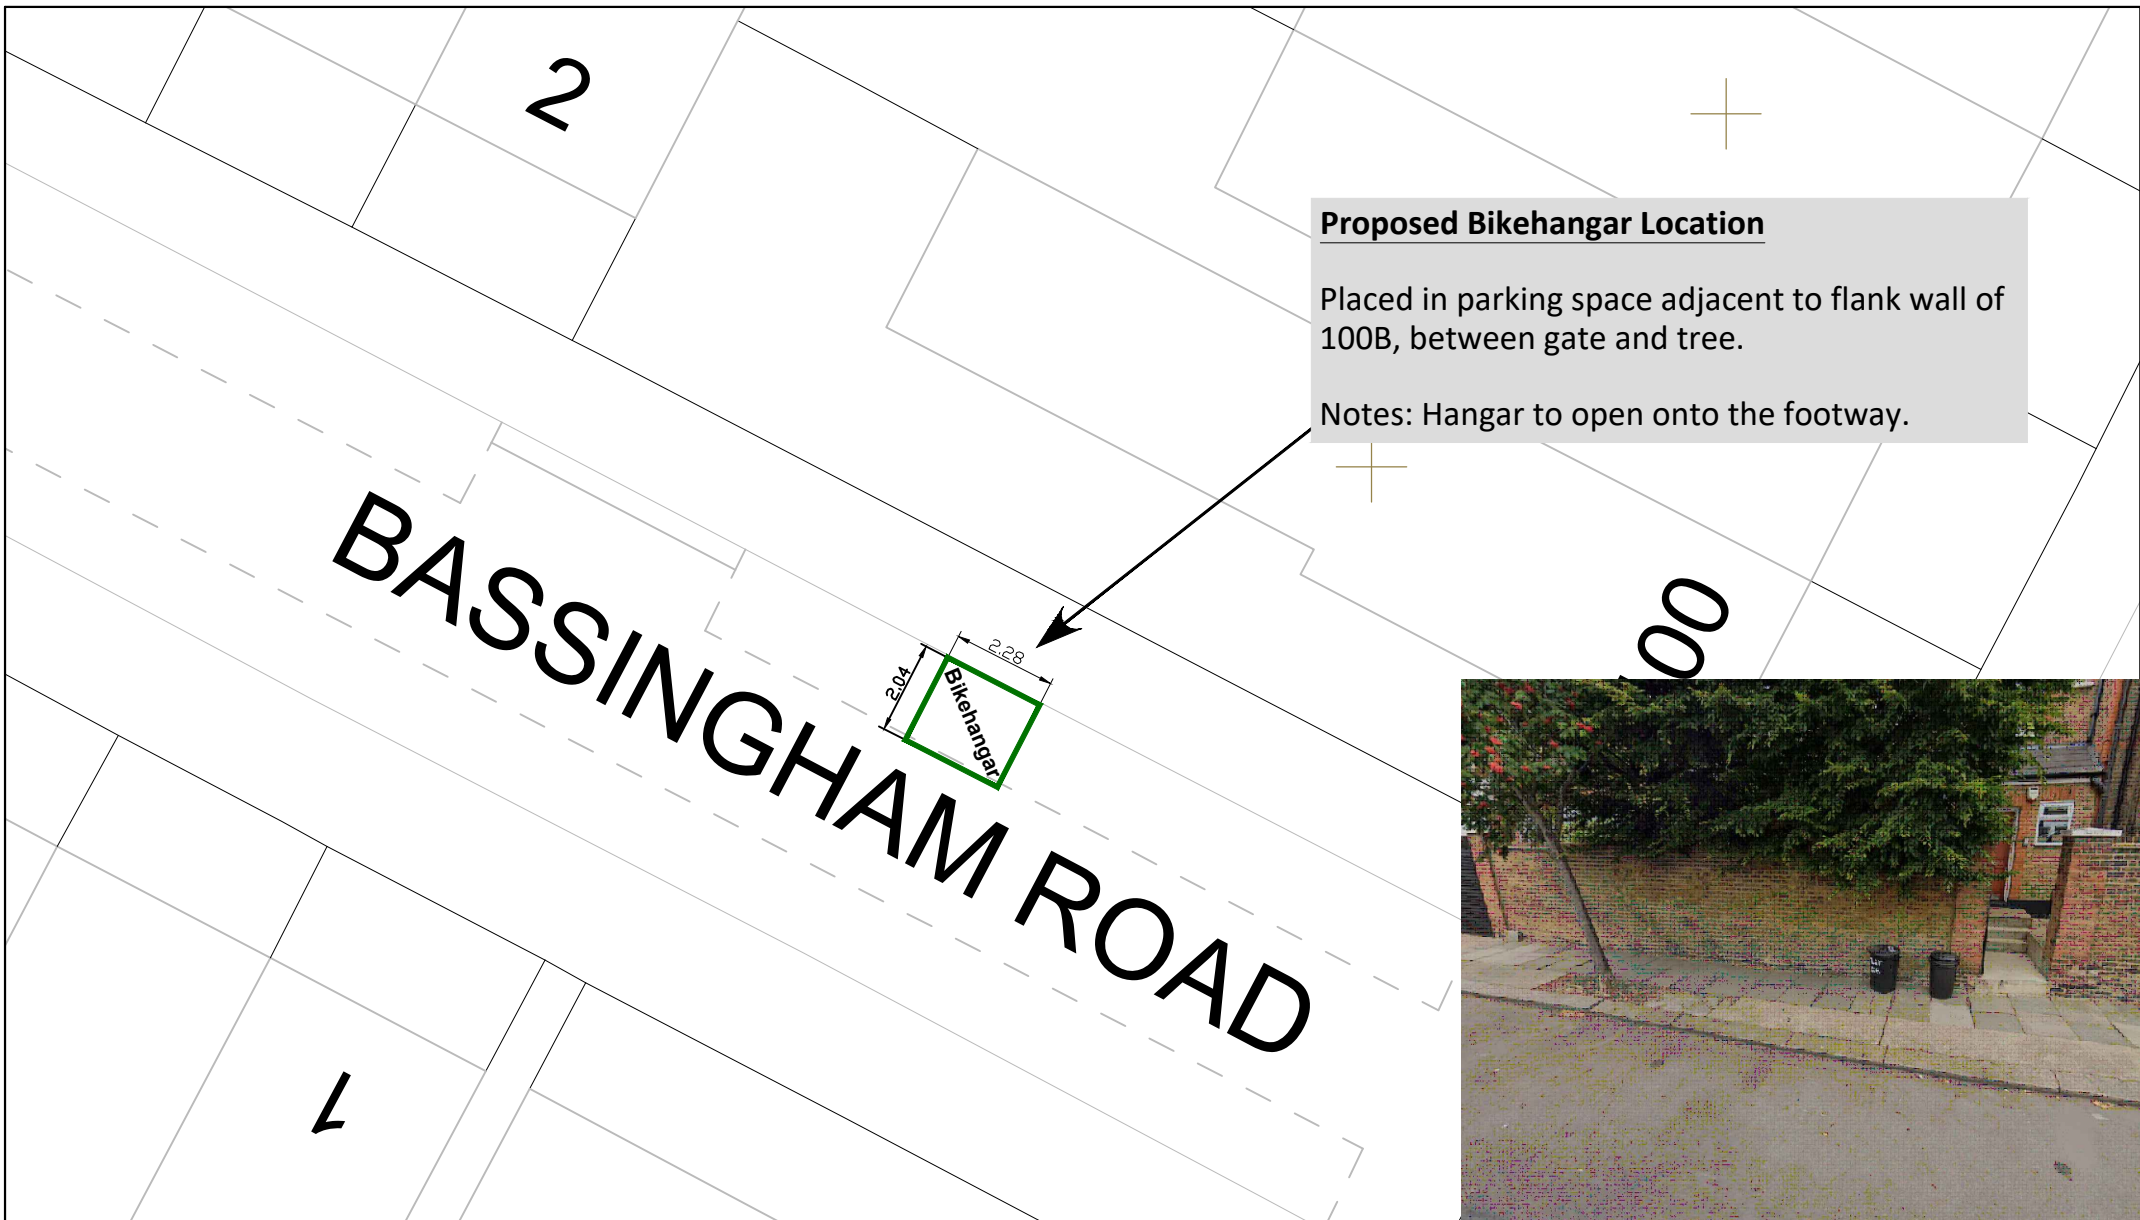 2
Proposed Bikehangar Location
Placed in parking space adjacent to flank wall of
100B, between gate and tree.
Notes: Hangar to open onto the footway.
BASSINGHAM ROAD
2.28
2.04
Bikehangar
1